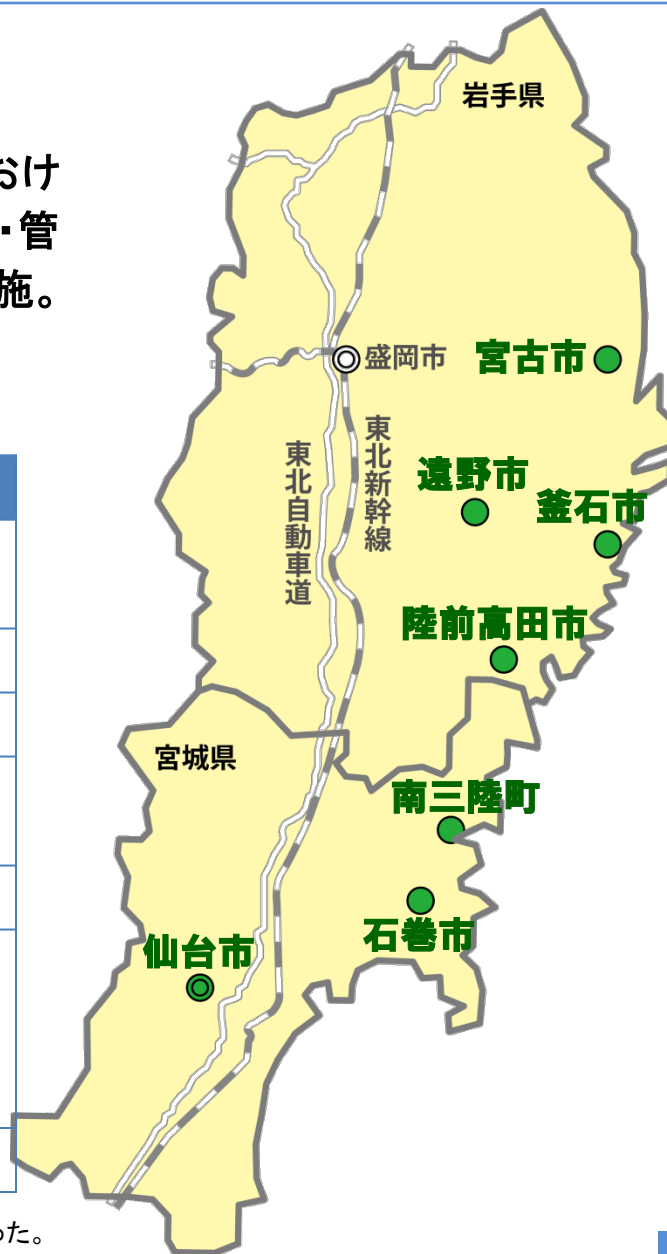 おけ
・管
施。
岩手県
盛岡市
宮古市
東北自動車道
東北新幹線
遠野市
釜石市
陸前高田市
宮城県
南三陸町
石巻市
仙台市
った。